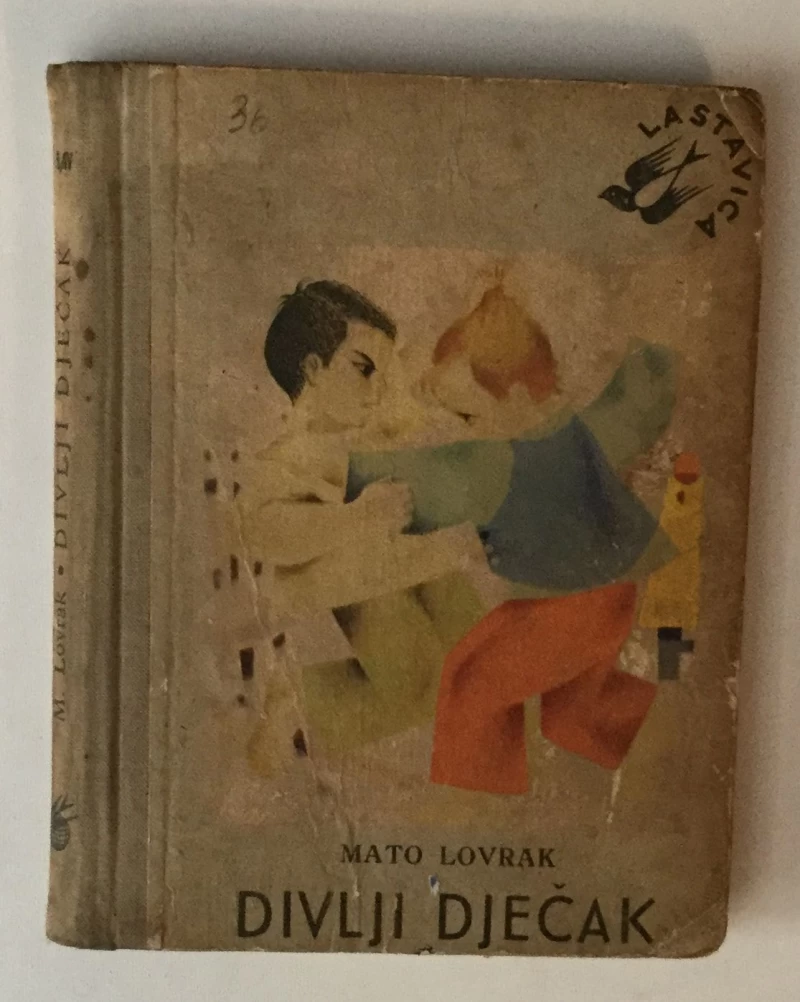 36
LASTAVICA
MATO LOVRAK
DIVLJI DJEČAK
M. Lovrak • DIVLJI DJEČAK